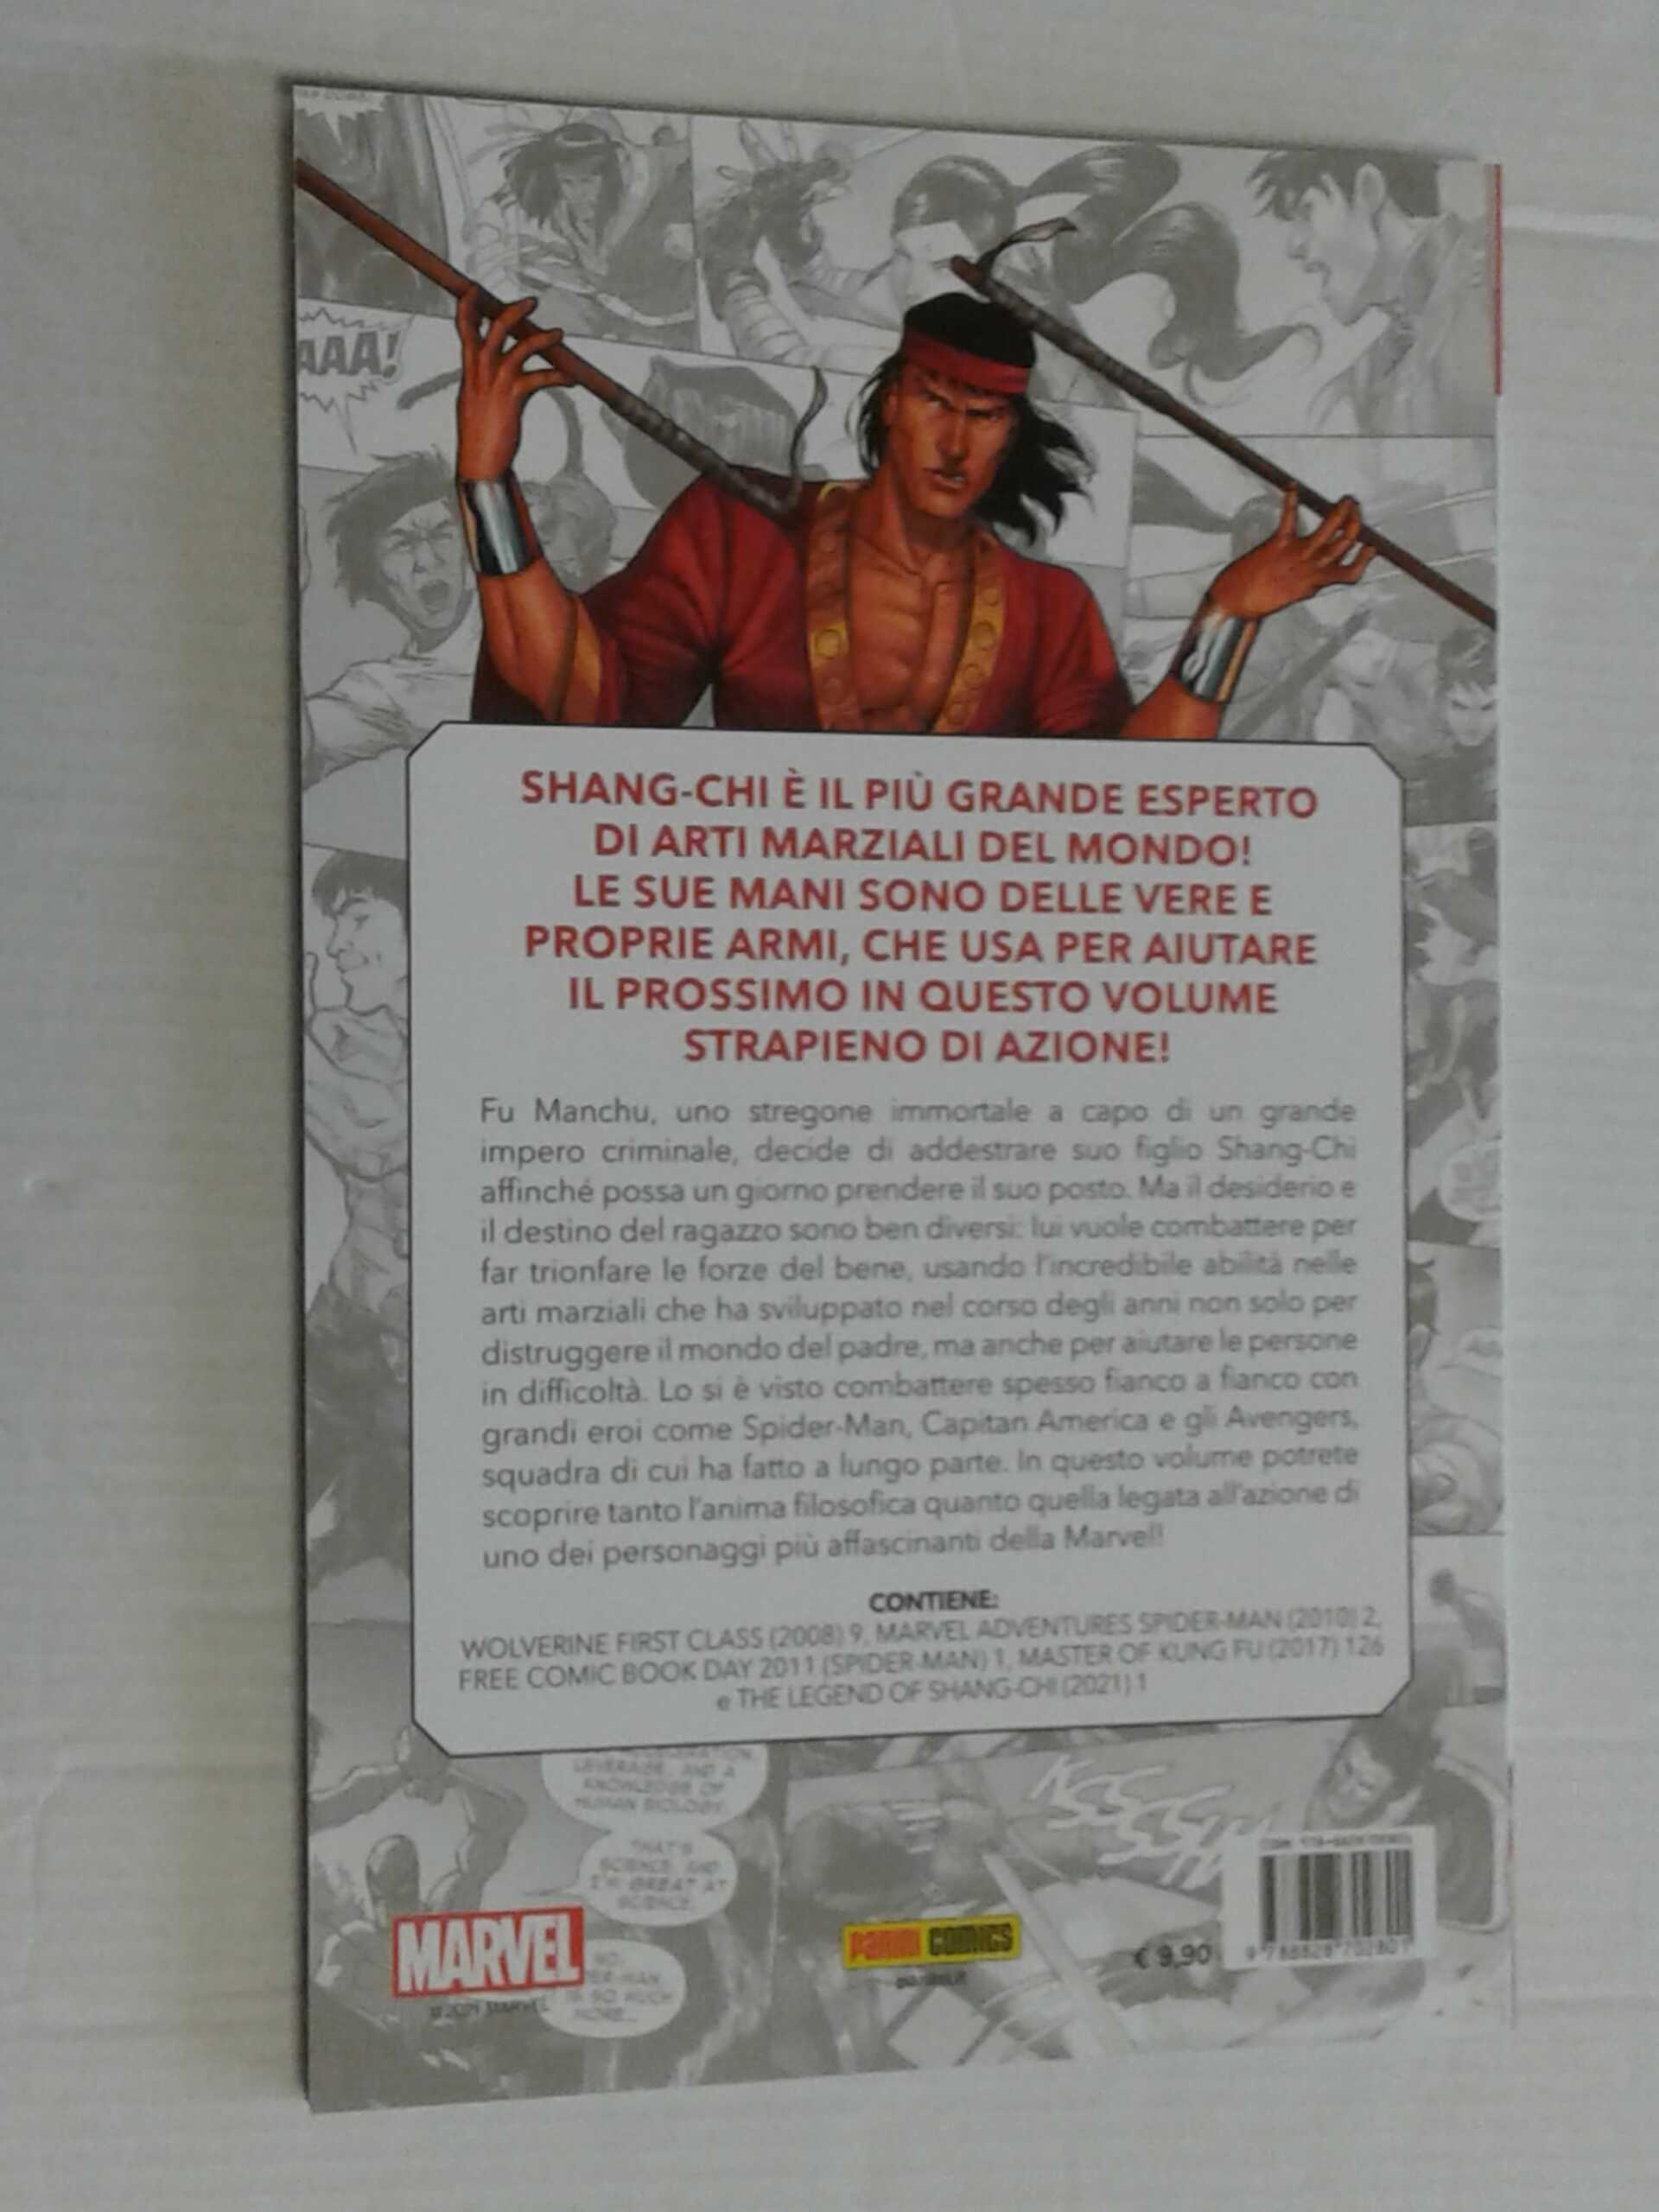 AAA!
SHANG-CHI È IL PIÙ GRANDE ESPERTO
DI ARTI MARZIALI DEL MONDO!
LE SUE MANI SONO DELLE VERE E
PROPRIE ARMI, CHE USA PER AIUTARE
IL PROSSIMO IN QUESTO VOLUME
STRAPIENO DI AZIONE!
Fu Manchu, uno stregone immortale a capo di un grande
impero criminale, decide di addestrare suo figlio Shang-Chi
affinché possa un giorno prendere il suo posto. Ma il desiderio e
il destino del ragazzo sono ben diversi: lui vuole combattere per
far trionfare le forze del bene, usando l'incredibile abilità nelle
arti marziali che ha sviluppato nel corso degli anni non solo per
distruggere il mondo del padre, ma anche per aiutare le persone
in difficoltà. Lo si è visto combattere spesso fianco a fianco con
grandi eroi come Spider-Man, Capitan America e gli Avengers,
squadra di cui ha fatto a lungo parte. In questo volume potrete
scoprire tanto l'anima filosofica quanto quella legata all'azione di
uno dei personaggi più affascinanti della Marvel!
CONTIENE:
WOLVERINE FIRST CLASS (2008) 9, MARVEL ADVENTURES SPIDER-MAN (2010) 2,
FREE COMIC BOOK DAY 2011 (SPIDER-MAN) 1, MASTER OF KUNG FU (2017) 126
e THE LEGEND OF SHANG-CHI (2021) 1
LEVERAGE, AND A
KNOWLEDGE OF
HUMAN BIOLOGY.
THAT'S
SCIENCE, AND
I'M GREAT AT
SCIENCE.
IS SO MUCH
MORE...
KSSSSSH
MARVEL
MARVEL
PANINI COMICS
€ 9,90
ISBN